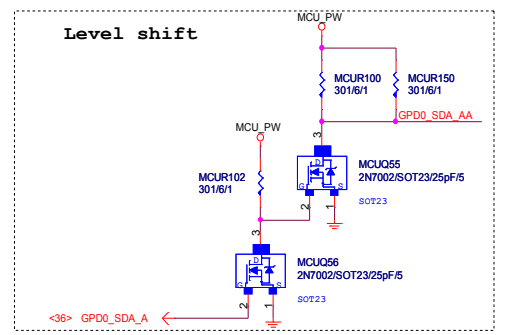 Level shift
MCU_PW
MCUR100
301/6/1
MCUR150
301/6/1
GPD0_SDA_AA
3
MCU_PW
MCUR102
301/6/1
D
G
S
MCUQ55
2N7002/SOT23/25pF/5
SOT23
2
1
3
D
G
S
MCUQ56
2N7002/SOT23/25pF/5
SOT23
2
1
<36> GPD0_SDA_A